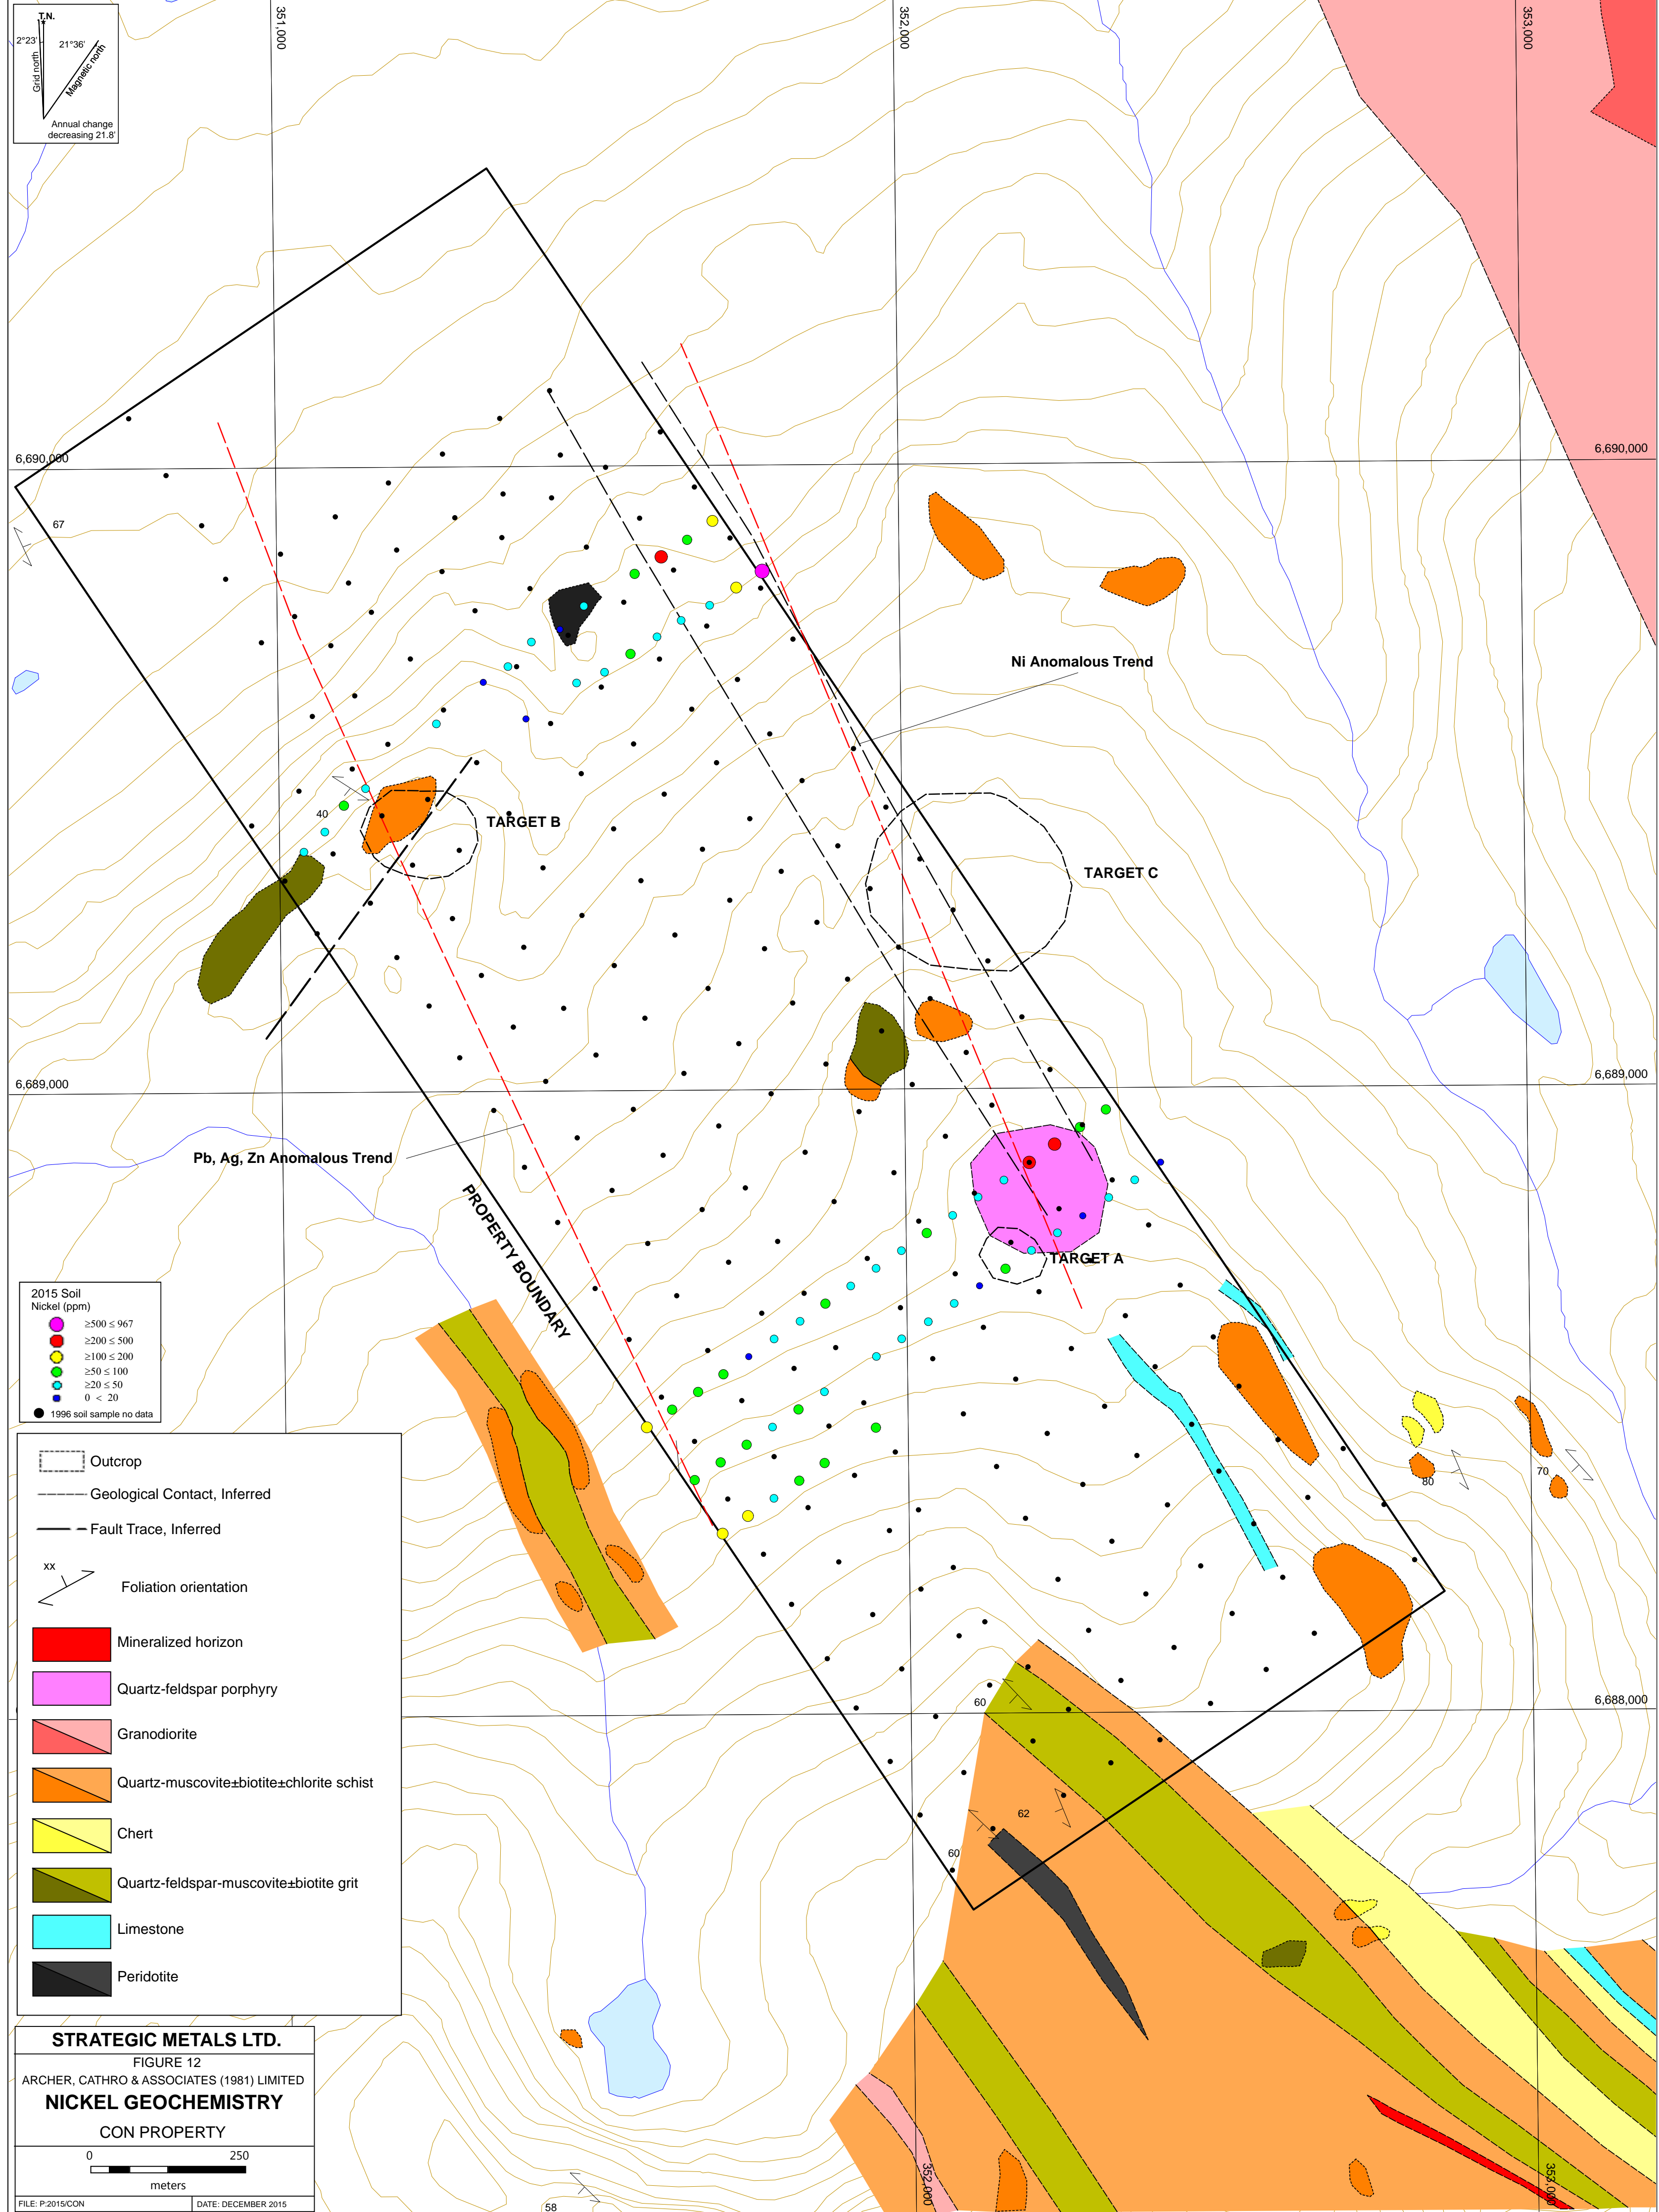 T.N.
2°23'
21°36'
Grid north
Magnetic north
Annual change
decreasing 21.8'
351,000
352,000
353,000
6,690,000
6,690,000
67
Ni Anomalous Trend
40
TARGET B
TARGET C
6,689,000
6,689,000
Pb, Ag, Zn Anomalous Trend
PROPERTY BOUNDARY
TARGET A
2015 Soil
Nickel (ppm)
≥500 ≤ 967
≥200 ≤ 500
≥100 ≤ 200
≥50 ≤ 100
≥20 ≤ 50
0 < 20
1996 soil sample no data
80
70
Outcrop
Geological Contact, Inferred
Fault Trace, Inferred
xx
Foliation orientation
Mineralized horizon
Quartz-feldspar porphyry
Granodiorite
Quartz-muscovite±biotite±chlorite schist
Chert
Quartz-feldspar-muscovite±biotite grit
Limestone
Peridotite
60
6,688,000
62
60
STRATEGIC METALS LTD.
FIGURE 12
ARCHER, CATHRO & ASSOCIATES (1981) LIMITED
NICKEL GEOCHEMISTRY
CON PROPERTY
0 250
meters
FILE: P:2015/CON DATE: DECEMBER 2015
58
352,000
353,000